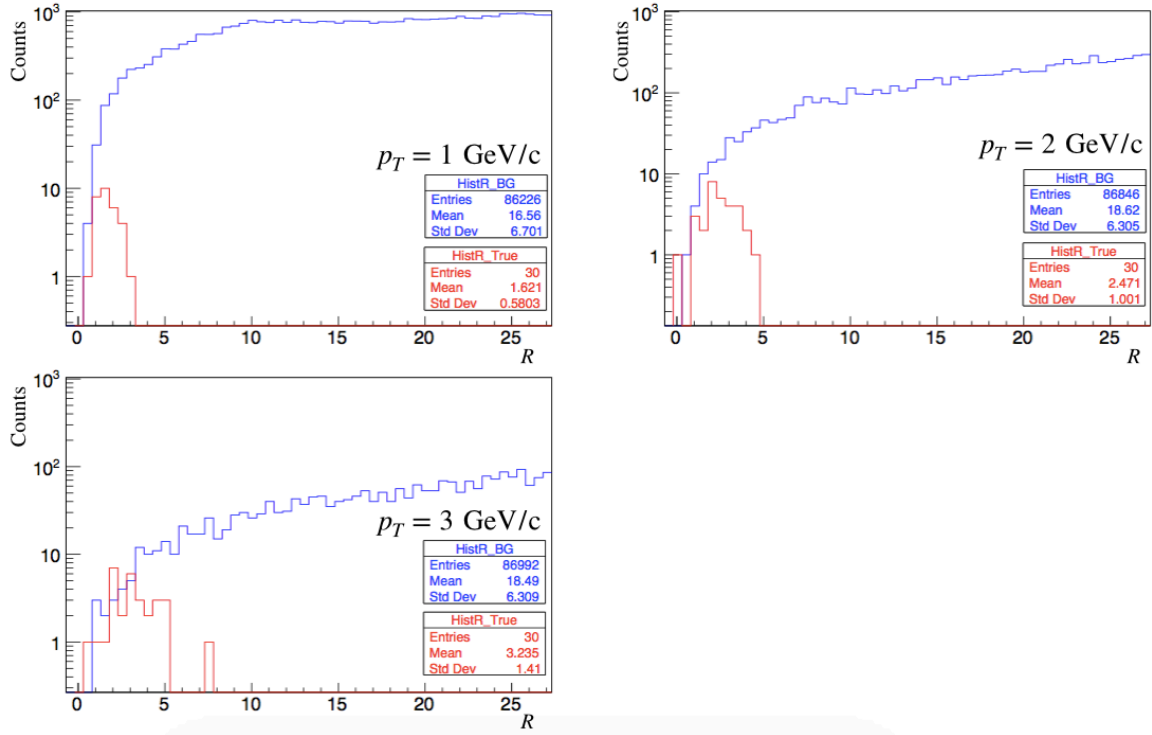 Counts
10³
10²
10
1
0 5 10 15 20 25
R
p_T = 1 GeV/c
HistR_BG
Entries 86226
Mean 16.56
Std Dev 6.701
HistR_True
Entries 30
Mean 1.621
Std Dev 0.5803
Counts
10³
10²
10
1
0 5 10 15 20 25
R
p_T = 2 GeV/c
HistR_BG
Entries 86846
Mean 18.62
Std Dev 6.305
HistR_True
Entries 30
Mean 2.471
Std Dev 1.001
Counts
10³
10²
10
1
0 5 10 15 20 25
R
p_T = 3 GeV/c
HistR_BG
Entries 86992
Mean 18.49
Std Dev 6.309
HistR_True
Entries 30
Mean 3.235
Std Dev 1.41